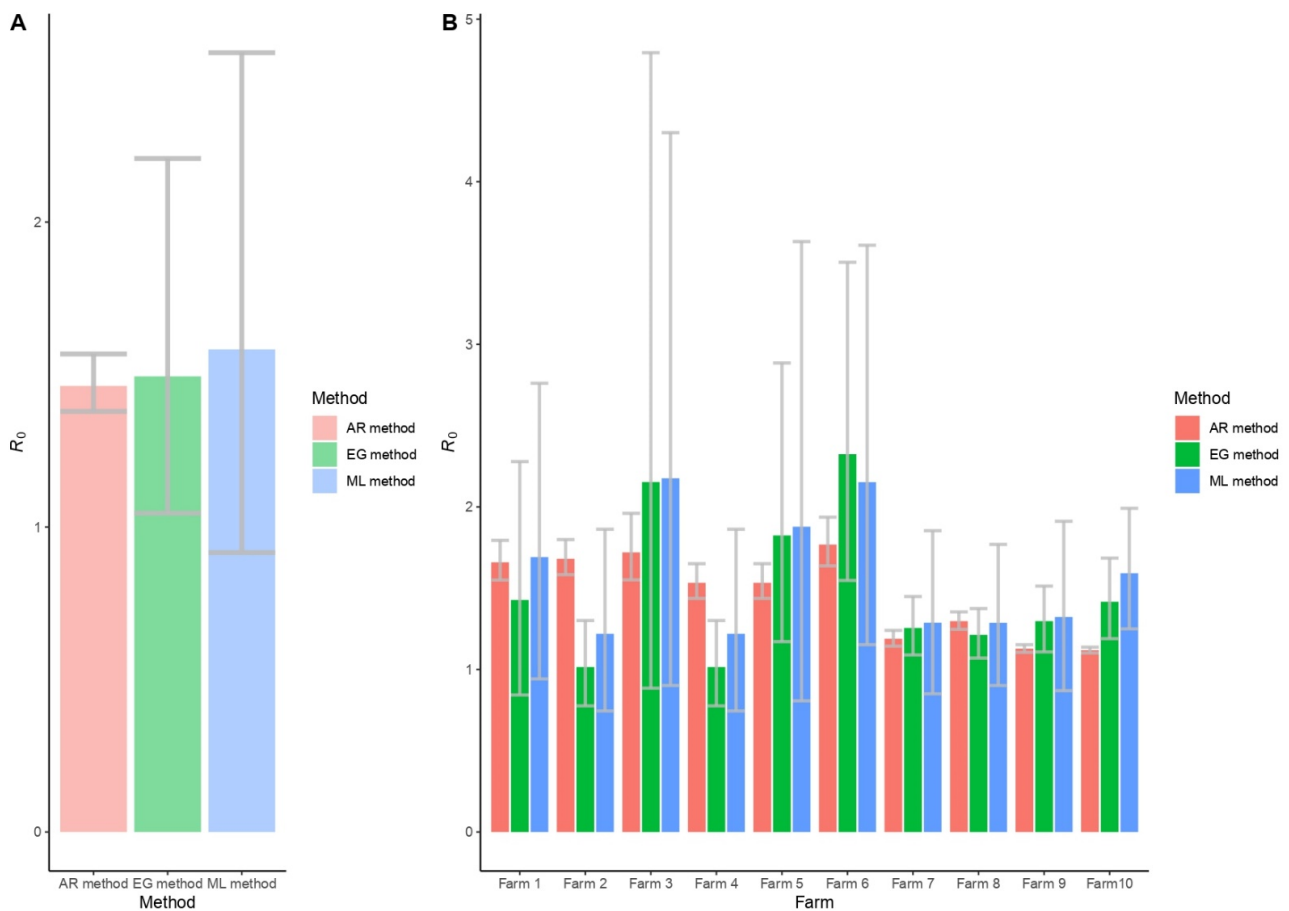 A
2
1
0
R0
AR method EG method ML method
Method
Method
AR method
EG method
ML method
B
5
4
3
2
1
0
R0
Farm 1 Farm 2 Farm 3 Farm 4 Farm 5 Farm 6 Farm 7 Farm 8 Farm 9 Farm10
Farm
Method
AR method
EG method
ML method